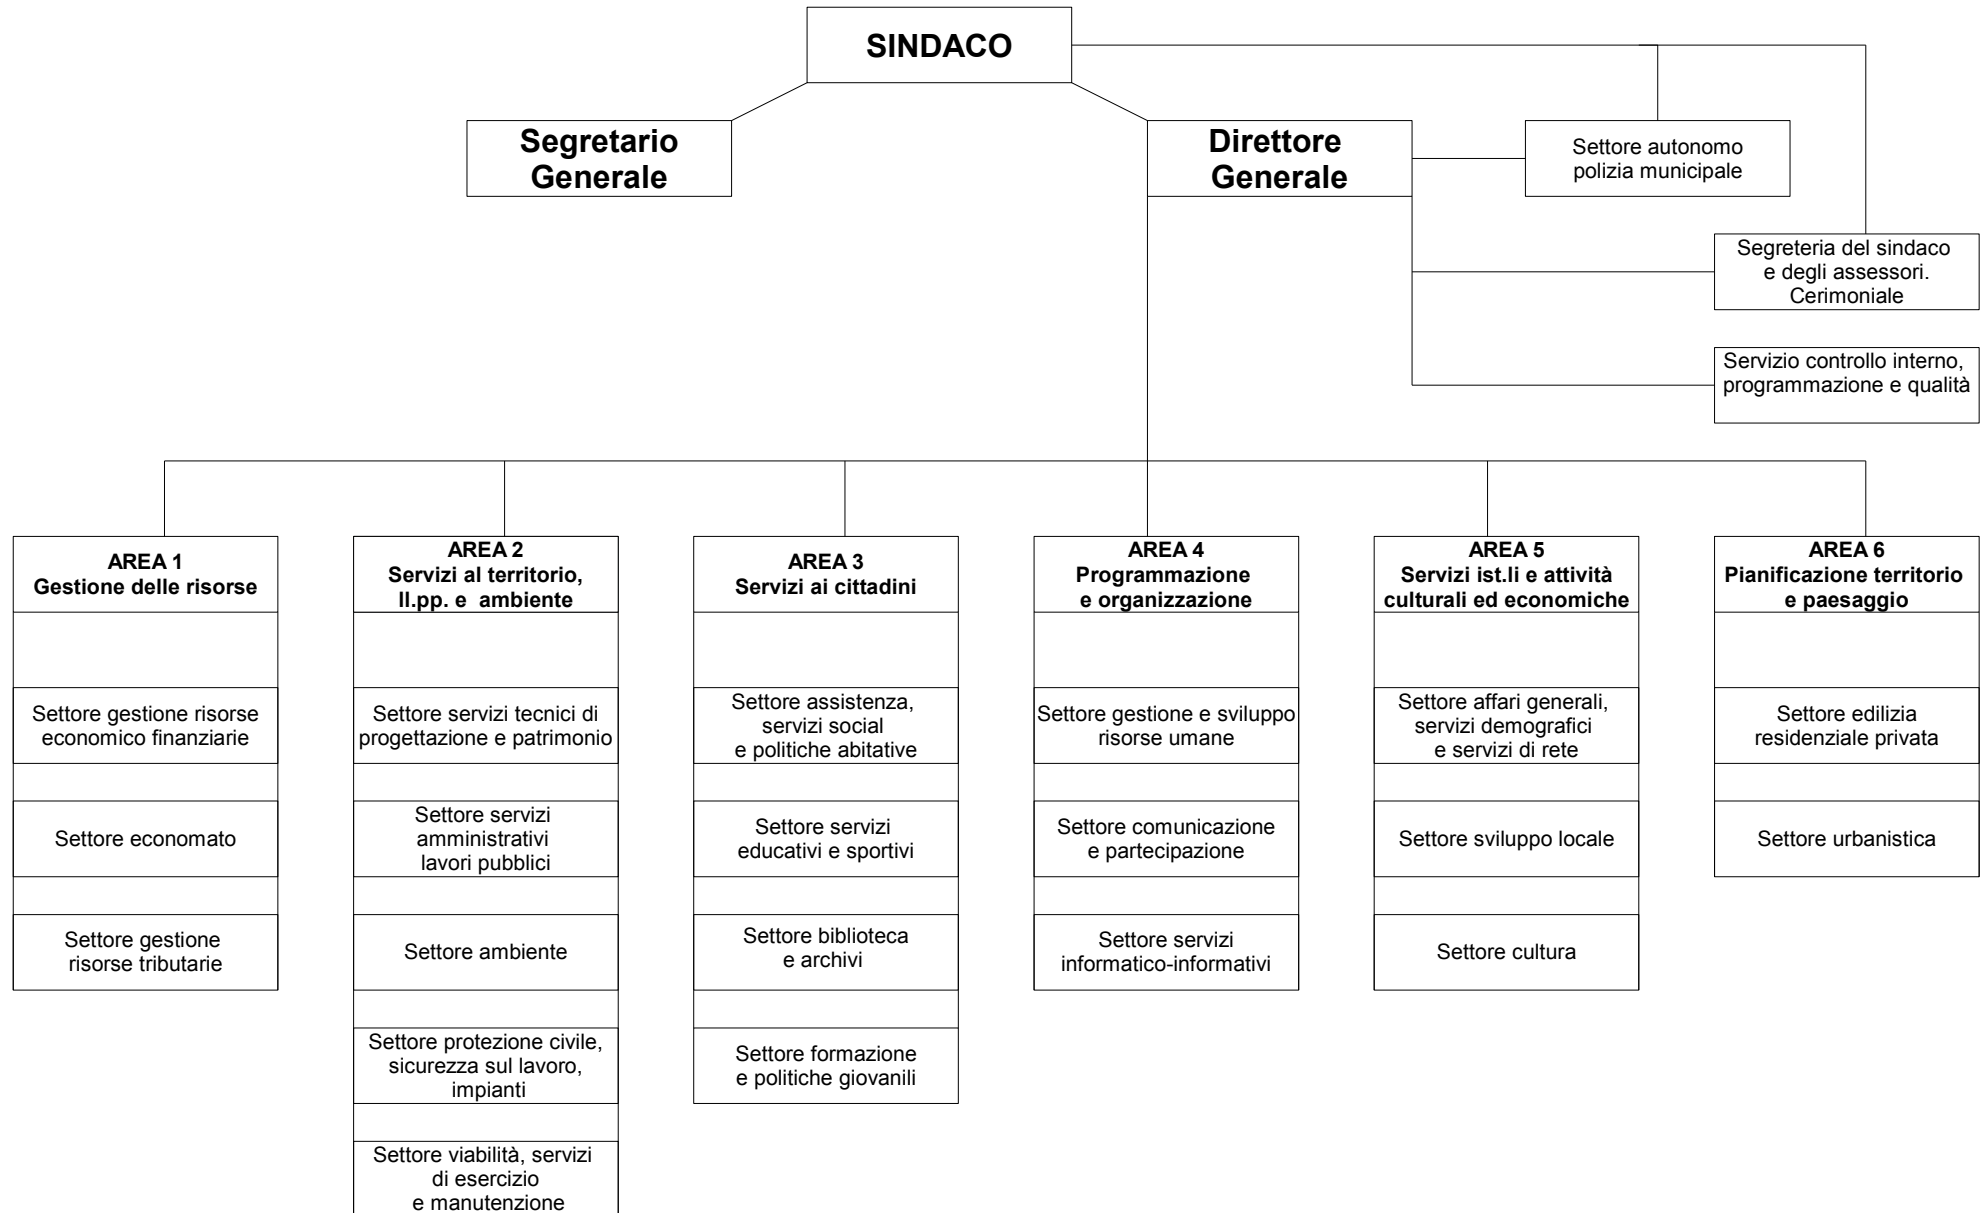 SINDACO
Segretario
Generale
Direttore
Generale
Settore autonomo
polizia municipale
Segreteria del sindaco
e degli assessori.
Cerimoniale
Servizio controllo interno,
programmazione e qualità
AREA 1
Gestione delle risorse
Settore gestione risorse
economico finanziarie
Settore economato
Settore gestione
risorse tributarie
AREA 2
Servizi al territorio,
ll.pp. e ambiente
Settore servizi tecnici di
progettazione e patrimonio
Settore servizi
amministrativi
lavori pubblici
Settore ambiente
Settore protezione civile,
sicurezza sul lavoro,
impianti
Settore viabilità, servizi
di esercizio
e manutenzione
AREA 3
Servizi ai cittadini
Settore assistenza,
servizi social
e politiche abitative
Settore servizi
educativi e sportivi
Settore biblioteca
e archivi
Settore formazione
e politiche giovanili
AREA 4
Programmazione
e organizzazione
Settore gestione e sviluppo
risorse umane
Settore comunicazione
e partecipazione
Settore servizi
informatico-informativi
AREA 5
Servizi ist.li e attività
culturali ed economiche
Settore affari generali,
servizi demografici
e servizi di rete
Settore sviluppo locale
Settore cultura
AREA 6
Pianificazione territorio
e paesaggio
Settore edilizia
residenziale privata
Settore urbanistica